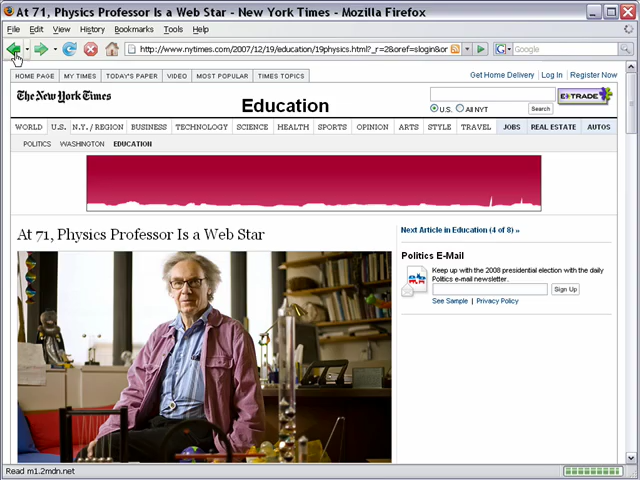 At 71, Physics Professor Is a Web Star - New York Times - Mozilla Firefox
File Edit View History Bookmarks Tools Help
http://www.nytimes.com/2007/12/19/education/19physics.html?_r=2&oref=slogin&or
Google
HOME PAGE MY TIMES TODAY'S PAPER VIDEO MOST POPULAR TIMES TOPICS
Get Home Delivery Log In Register Now
The New York Times
Education
U.S. All NYT
Search
E*TRADE
WORLD U.S. N.Y. / REGION BUSINESS TECHNOLOGY SCIENCE HEALTH SPORTS OPINION ARTS STYLE TRAVEL JOBS REAL ESTATE AUTOS
POLITICS WASHINGTON EDUCATION
At 71, Physics Professor Is a Web Star
Next Article in Education (4 of 8) »
Politics E-Mail
Keep up with the 2008 presidential election with the daily
Politics e-mail newsletter.
Sign Up
See Sample | Privacy Policy
Read m1.2mdn.net